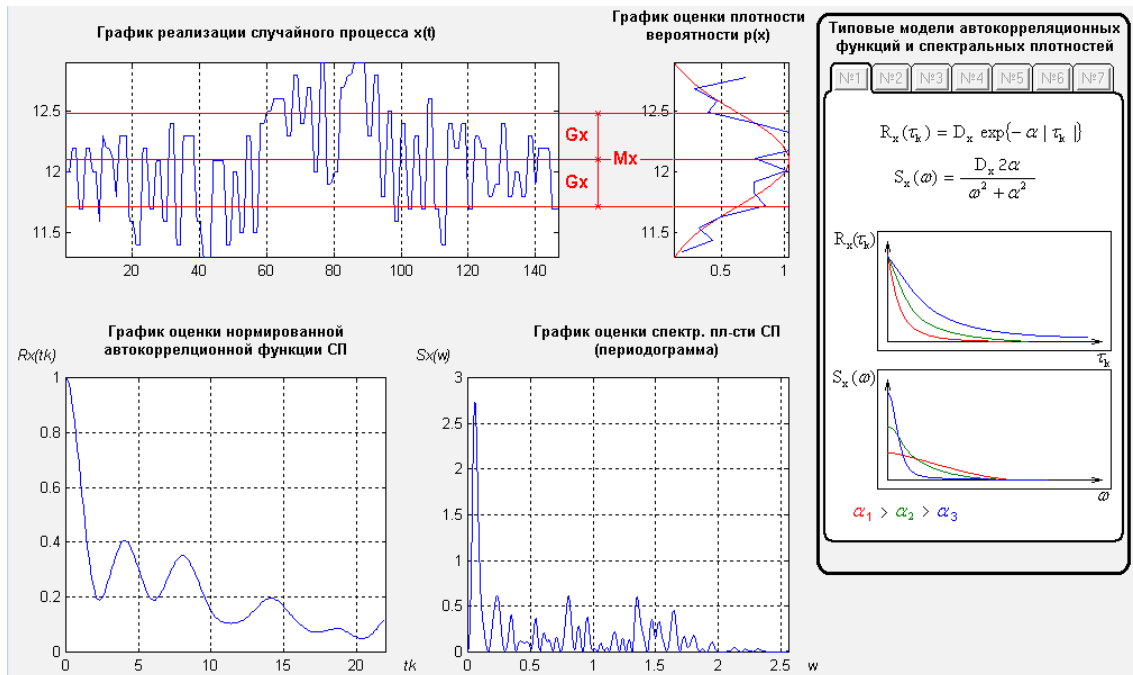 График реализации случайного процесса x(t)
12.5
12
11.5
20 40 60 80 100 120 140
Gx
Mx
Gx
График оценки плотности
вероятности p(x)
12.5
12
11.5
0.5 1
График оценки нормированной
автокоррелционной функции СП
Rx(tk)
1
0.8
0.6
0.4
0.2
0
0 5 10 15 20
tk
График оценки спектр. пл-сти СП
(периодограмма)
Sx(w)
3
2.5
2
1.5
1
0.5
0
0 0.5 1 1.5 2 2.5
w
Типовые модели автокорреляционных
функций и спектральных плотностей
№1 №2 №3 №4 №5 №6 №7
Rx(τk) = Dx exp{− α | τk |}
Sx(ω) = Dx 2α / ω² + α²
Rx(τk)
τk
Sx(ω)
ω
α1 > α2 > α3